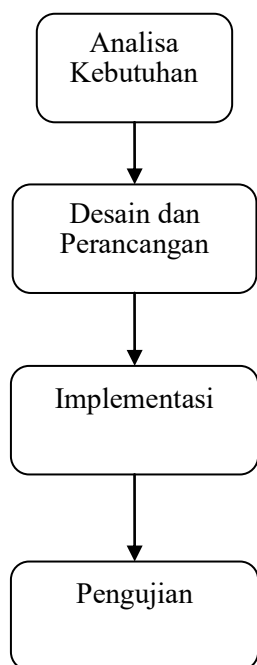 Analisa
Kebutuhan
Desain dan
Perancangan
Implementasi
Pengujian